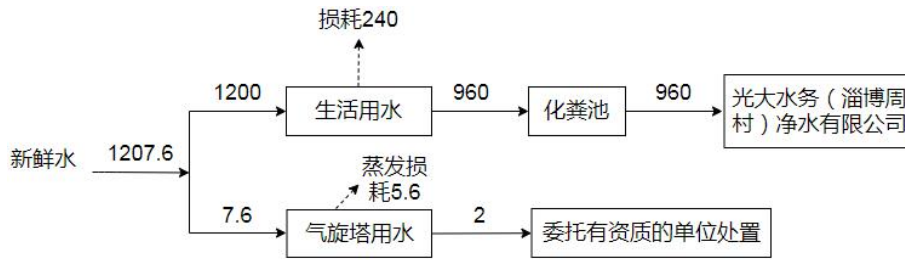 损耗240
1200
生活用水
960
化粪池
960
光大水务（淄博周
村）净水有限公司
新鲜水
1207.6
蒸发损
耗5.6
7.6
气旋塔用水
2
委托有资质的单位处置